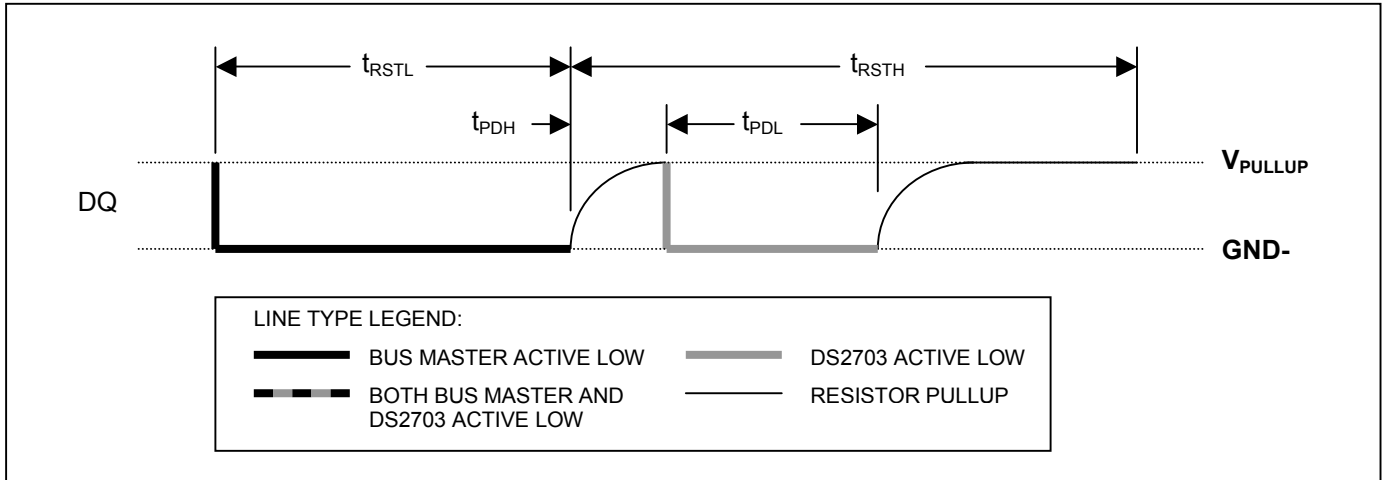 tRSTL
tRSTH
tPDH
tPDL
VPULLUP
DQ
GND-
LINE TYPE LEGEND:
BUS MASTER ACTIVE LOW
DS2703 ACTIVE LOW
BOTH BUS MASTER AND
DS2703 ACTIVE LOW
RESISTOR PULLUP